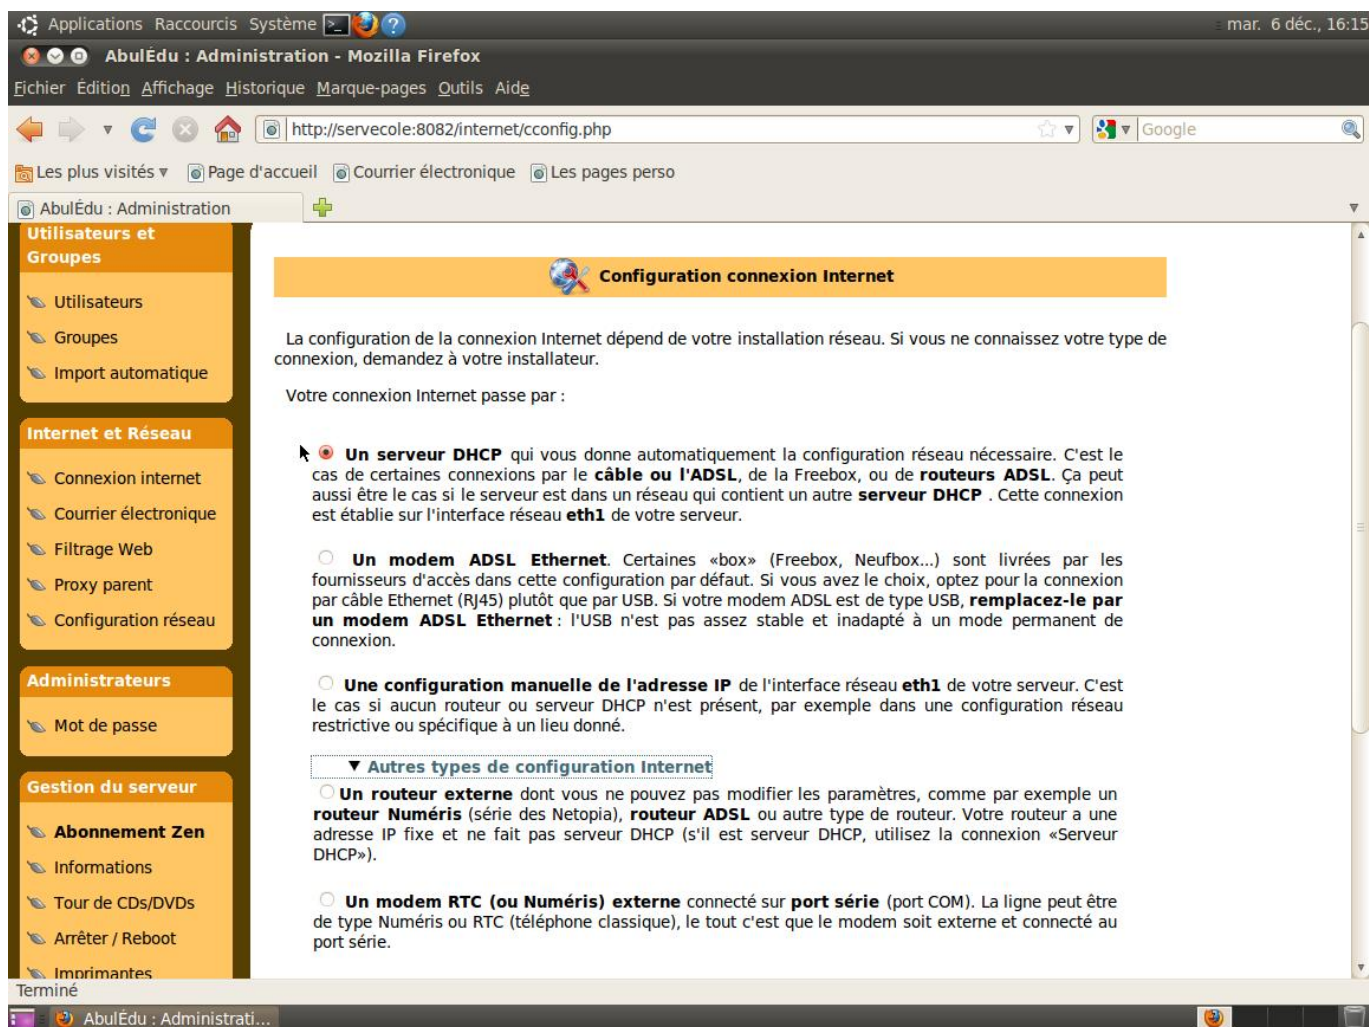 Applications Raccourcis Système mar. 6 déc., 16:15
AbulÉdu : Administration - Mozilla Firefox
Fichier Édition Affichage Historique Marque-pages Outils Aide
http://servecole:8082/internet/cconfig.php Google
Les plus visités Page d'accueil Courrier électronique Les pages perso
AbulÉdu : Administration
Utilisateurs et
Groupes
Utilisateurs
Groupes
Import automatique
Internet et Réseau
Connexion internet
Courrier électronique
Filtrage Web
Proxy parent
Configuration réseau
Administrateurs
Mot de passe
Gestion du serveur
Abonnement Zen
Informations
Tour de CDs/DVDs
Arrêter / Reboot
Imprimantes
Configuration connexion Internet
La configuration de la connexion Internet dépend de votre installation réseau. Si vous ne connaissez votre type de
connexion, demandez à votre installateur.
Votre connexion Internet passe par :
Un serveur DHCP qui vous donne automatiquement la configuration réseau nécessaire. C'est le
cas de certaines connexions par le câble ou l'ADSL, de la Freebox, ou de routeurs ADSL. Ça peut
aussi être le cas si le serveur est dans un réseau qui contient un autre serveur DHCP . Cette connexion
est établie sur l'interface réseau eth1 de votre serveur.
Un modem ADSL Ethernet. Certaines «box» (Freebox, Neufbox...) sont livrées par les
fournisseurs d'accès dans cette configuration par défaut. Si vous avez le choix, optez pour la connexion
par câble Ethernet (RJ45) plutôt que par USB. Si votre modem ADSL est de type USB, remplacez-le par
un modem ADSL Ethernet : l'USB n'est pas assez stable et inadapté à un mode permanent de
connexion.
Une configuration manuelle de l'adresse IP de l'interface réseau eth1 de votre serveur. C'est
le cas si aucun routeur ou serveur DHCP n'est présent, par exemple dans une configuration réseau
restrictive ou spécifique à un lieu donné.
▼ Autres types de configuration Internet
Un routeur externe dont vous ne pouvez pas modifier les paramètres, comme par exemple un
routeur Numéris (série des Netopia), routeur ADSL ou autre type de routeur. Votre routeur a une
adresse IP fixe et ne fait pas serveur DHCP (s'il est serveur DHCP, utilisez la connexion «Serveur
DHCP»).
Un modem RTC (ou Numéris) externe connecté sur port série (port COM). La ligne peut être
de type Numéris ou RTC (téléphone classique), le tout c'est que le modem soit externe et connecté au
port série.
Terminé
AbulÉdu : Administrati...